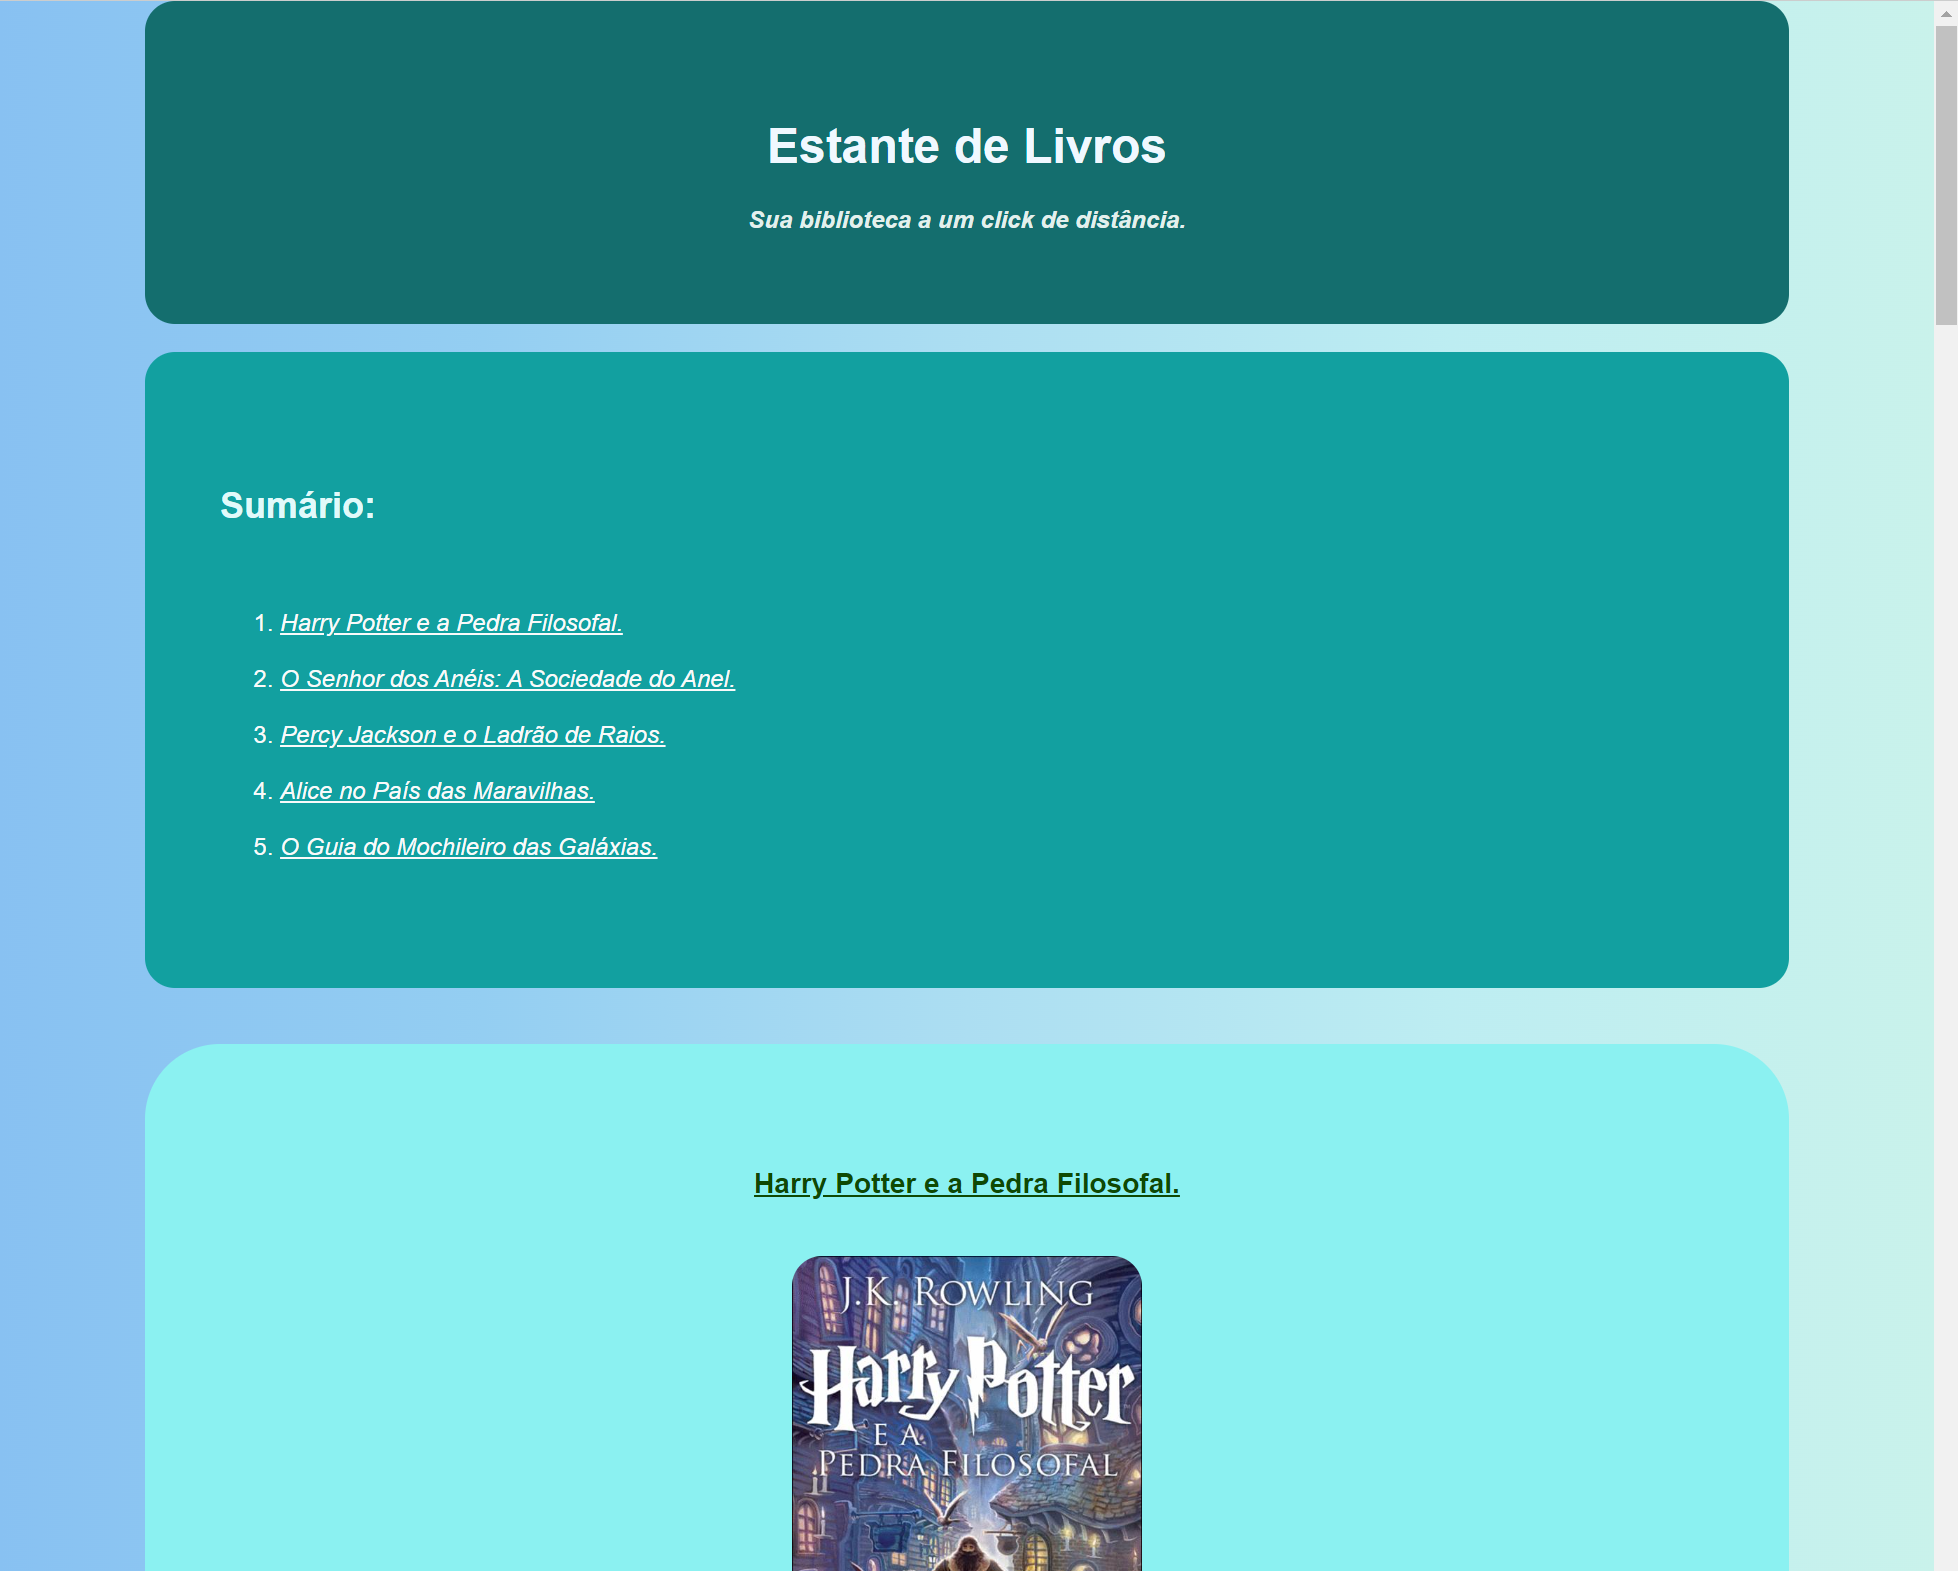 Estante de Livros
Sua biblioteca a um click de distância.
Sumário:
1. Harry Potter e a Pedra Filosofal.
2. O Senhor dos Anéis: A Sociedade do Anel.
3. Percy Jackson e o Ladrão de Raios.
4. Alice no País das Maravilhas.
5. O Guia do Mochileiro das Galáxias.
Harry Potter e a Pedra Filosofal.
J.K. ROWLING
Harry Potter
E A
PEDRA FILOSOFAL